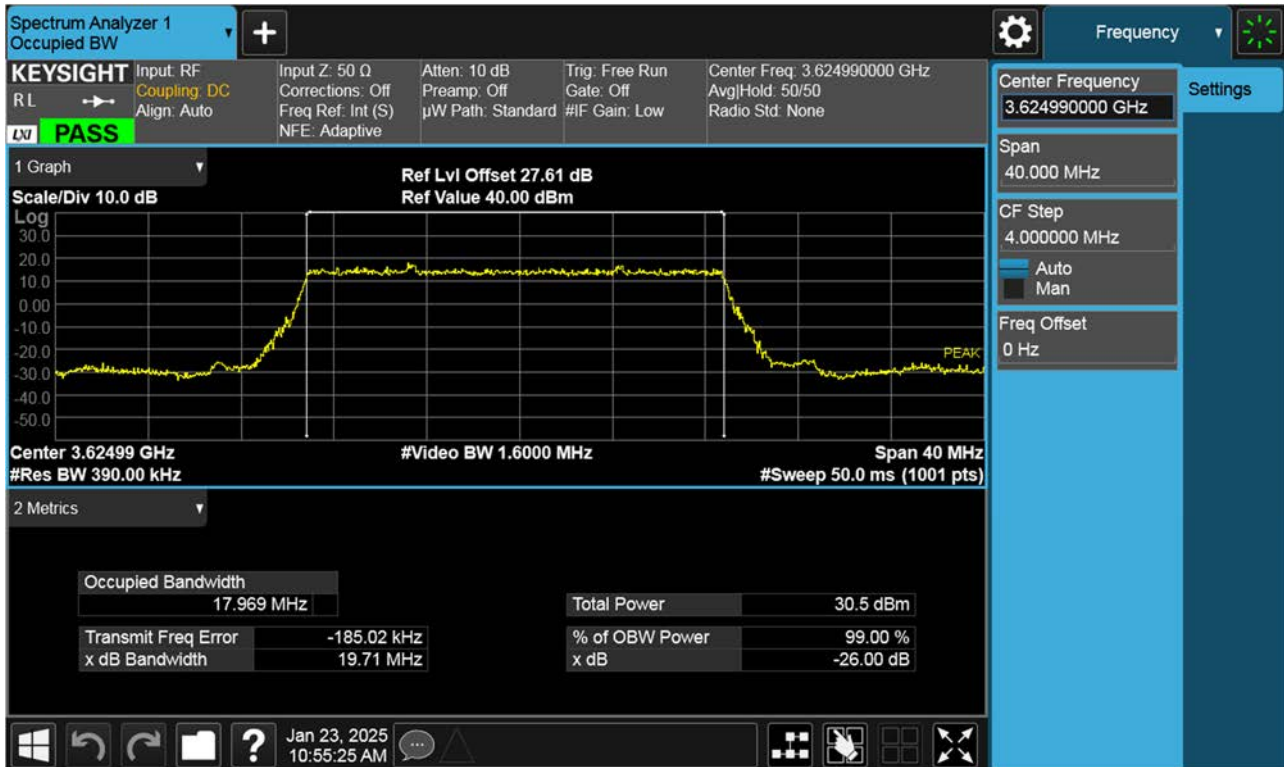 Spectrum Analyzer 1
Occupied BW
+
Frequency
KEYSIGHT
RL
LXI PASS
Input: RF
Coupling: DC
Align: Auto
Input Z: 50 Ω
Corrections: Off
Freq Ref: Int (S)
NFE: Adaptive
Atten: 10 dB
Preamp: Off
µW Path: Standard
Trig: Free Run
Gate: Off
#IF Gain: Low
Center Freq: 3.624990000 GHz
Avg|Hold: 50/50
Radio Std: None
Center Frequency
3.624990000 GHz
Settings
Span
40.000 MHz
CF Step
4.000000 MHz
Auto
Man
Freq Offset
0 Hz
1 Graph
Scale/Div 10.0 dB
Ref Lvl Offset 27.61 dB
Ref Value 40.00 dBm
Log
30.0
20.0
10.0
0.00
-10.0
-20.0
-30.0
-40.0
-50.0
PEAK
Center 3.62499 GHz
#Video BW 1.6000 MHz
Span 40 MHz
#Res BW 390.00 kHz
#Sweep 50.0 ms (1001 pts)
2 Metrics
Occupied Bandwidth
17.969 MHz
Total Power 30.5 dBm
Transmit Freq Error -185.02 kHz
% of OBW Power 99.00 %
x dB Bandwidth 19.71 MHz
x dB -26.00 dB
?
Jan 23, 2025
10:55:25 AM